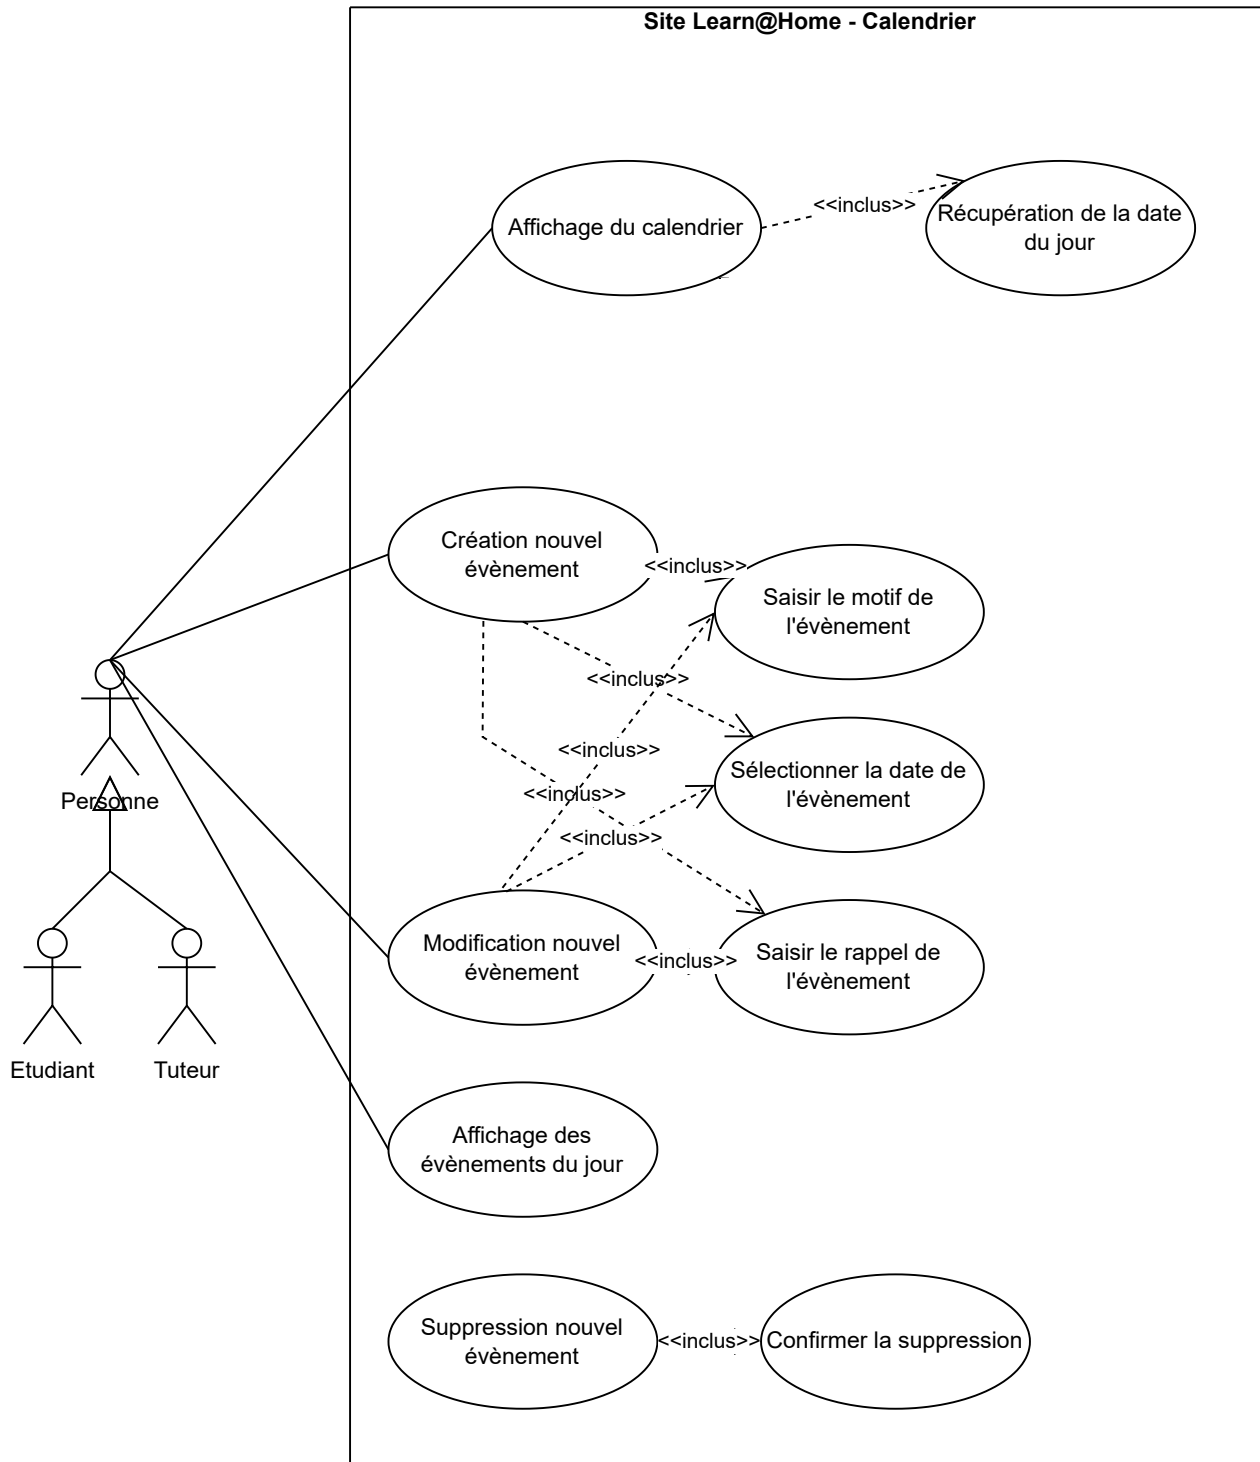 Site Learn@Home - Calendrier
Affichage du calendrier
<<inclus>>
Récupération de la date
du jour
Création nouvel
évènement
<<inclus>>
Saisir le motif de
l'évènement
<<inclus>>
<<inclus>>
Sélectionner la date de
l'évènement
<<inclus>>
<<inclus>>
Personne
Modification nouvel
évènement
<<inclus>>
Saisir le rappel de
l'évènement
Etudiant
Tuteur
Affichage des
évènements du jour
Suppression nouvel
évènement
<<inclus>>
Confirmer la suppression